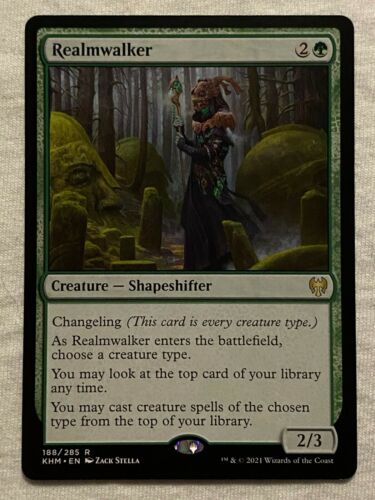 Realmwalker 2
Creature — Shapeshifter
Changeling (This card is every creature type.)
As Realmwalker enters the battlefield,
choose a creature type.
You may look at the top card of your library
any time.
You may cast creature spells of the chosen
type from the top of your library.
2/3
188/285 R
KHM • EN Zack Stella
™ & © 2021 Wizards of the Coast